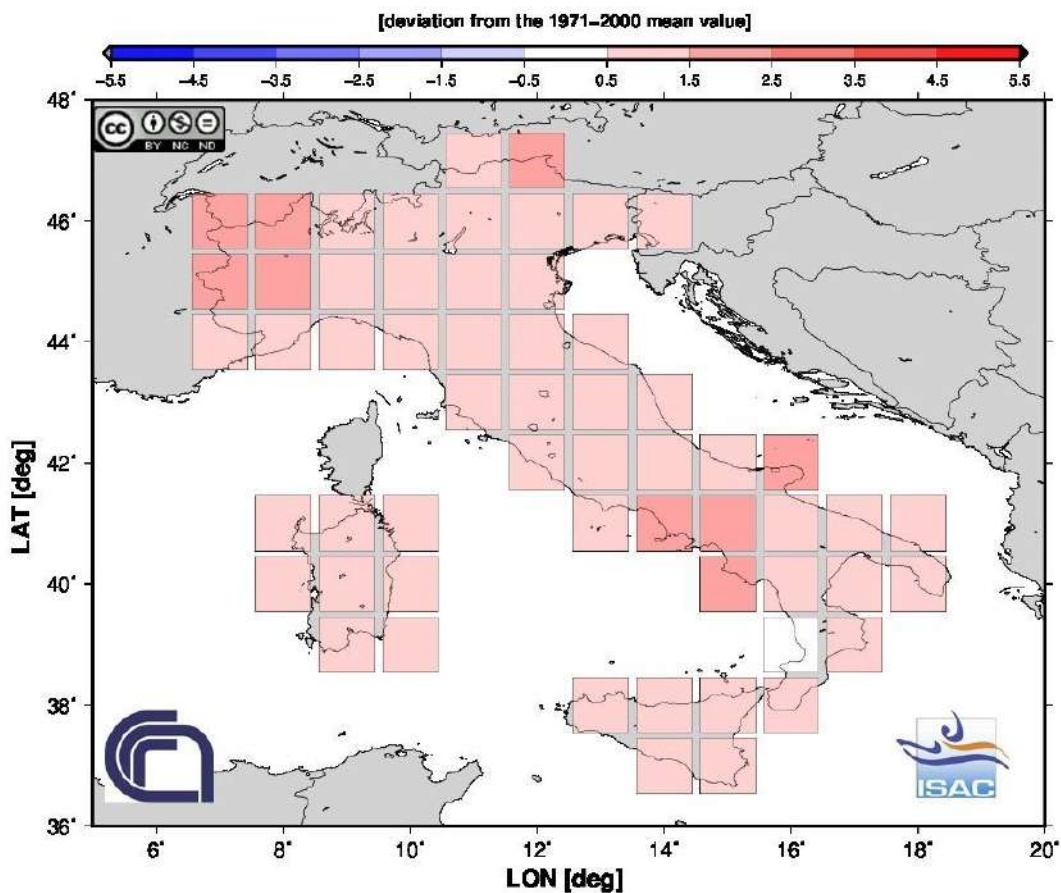 [deviation from the 1971–2000 mean value]
−5.5 −4.5 −3.5 −2.5 −1.5 −0.5 0.5 1.5 2.5 3.5 4.5 5.5
48°
cc
BY NC ND
46°
44°
42°
LAT [deg]
40°
38°
ISAC
36°
6° 8° 10° 12° 14° 16° 18° 20°
LON [deg]